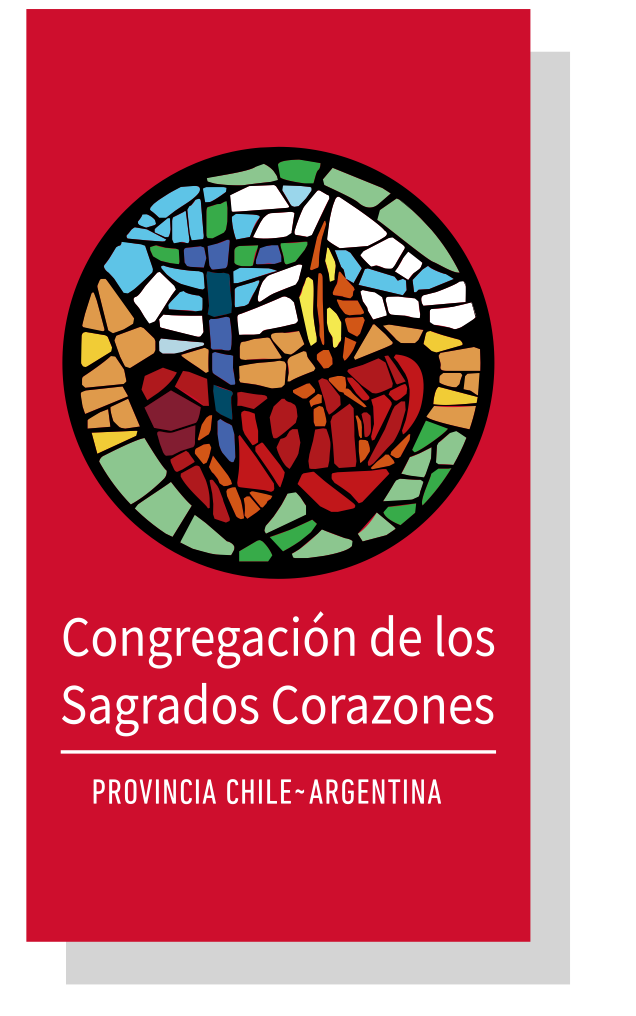 Congregación de los
Sagrados Corazones
PROVINCIA CHILE~ARGENTINA